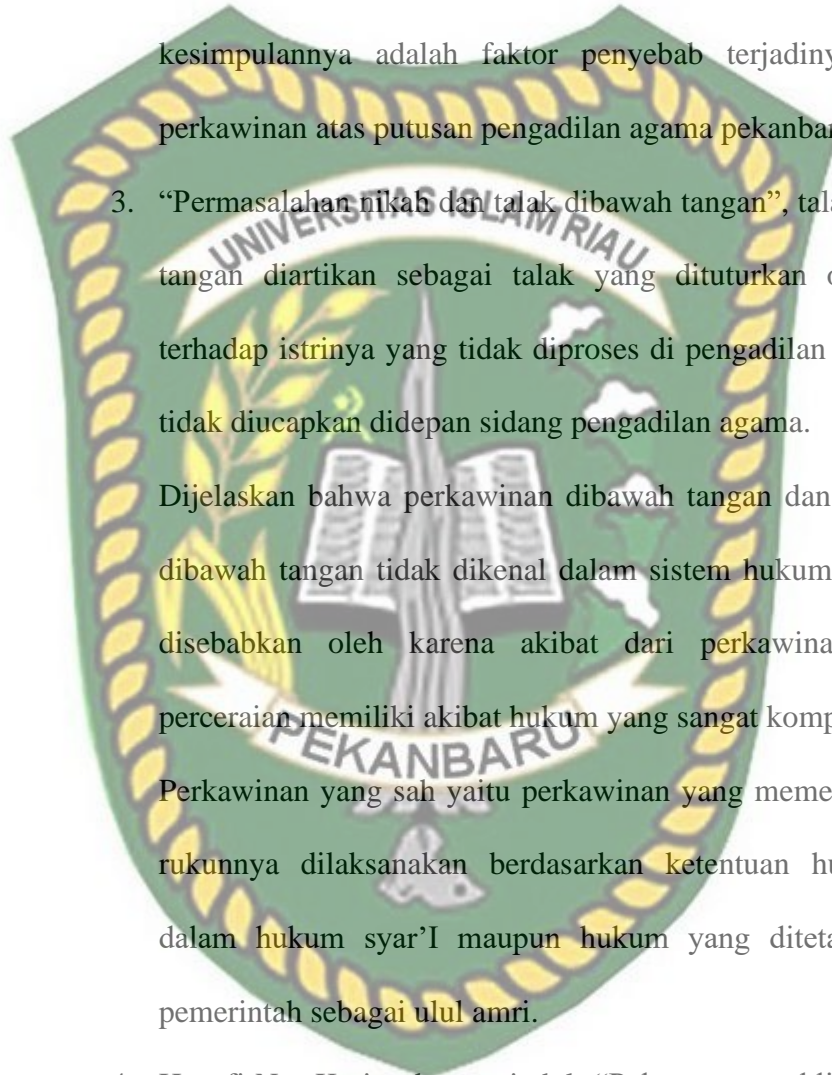 kesimpulannya adalah faktor penyebab terjadiny
perkawinan atas putusan pengadilan agama pekanbar
3. “Permasalahan nikah dan talak dibawah tangan”, tala
UNIVERSITAS ISLAM RIAU
tangan diartikan sebagai talak yang dituturkan
terhadap istrinya yang tidak diproses di pengadilan
tidak diucapkan didepan sidang pengadilan agama.
Dijelaskan bahwa perkawinan dibawah tangan dan
dibawah tangan tidak dikenal dalam sistem hukum
disebabkan oleh karena akibat dari perkawina
perceraian memiliki akibat hukum yang sangat komp
PEKANBARU
Perkawinan yang sah yaitu perkawinan yang meme
rukunnya dilaksanakan berdasarkan ketentuan hu
dalam hukum syar’I maupun hukum yang diteta
pemerintah sebagai ulul amri.